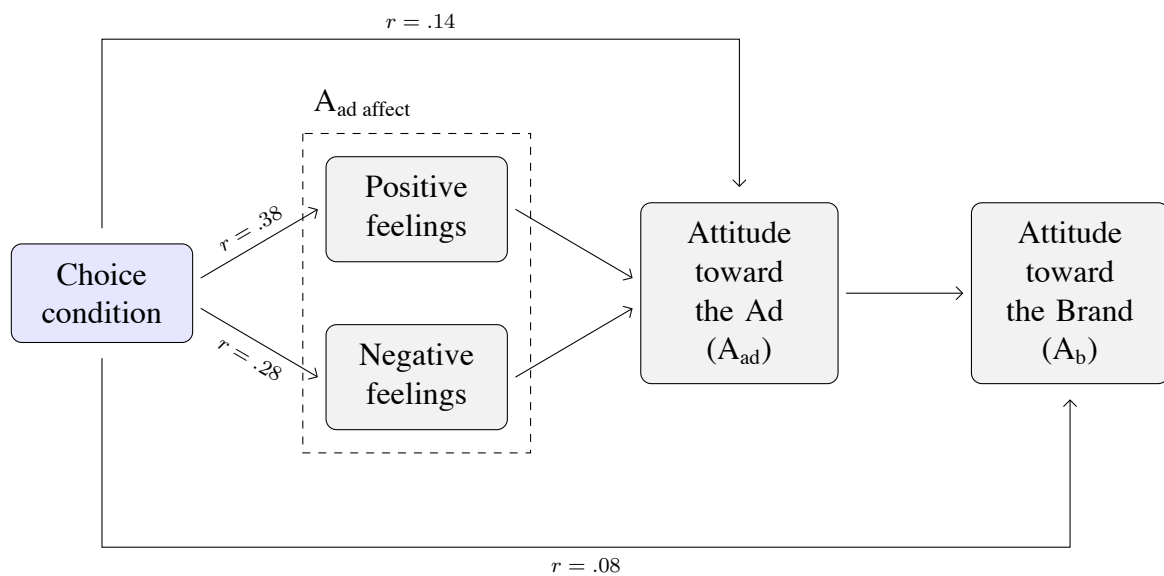 r = .14
A_ad affect
Positive
feelings
r = .38
Choice
condition
r = .28
Negative
feelings
Attitude
toward
the Ad
(A_ad)
Attitude
toward
the Brand
(A_b)
r = .08